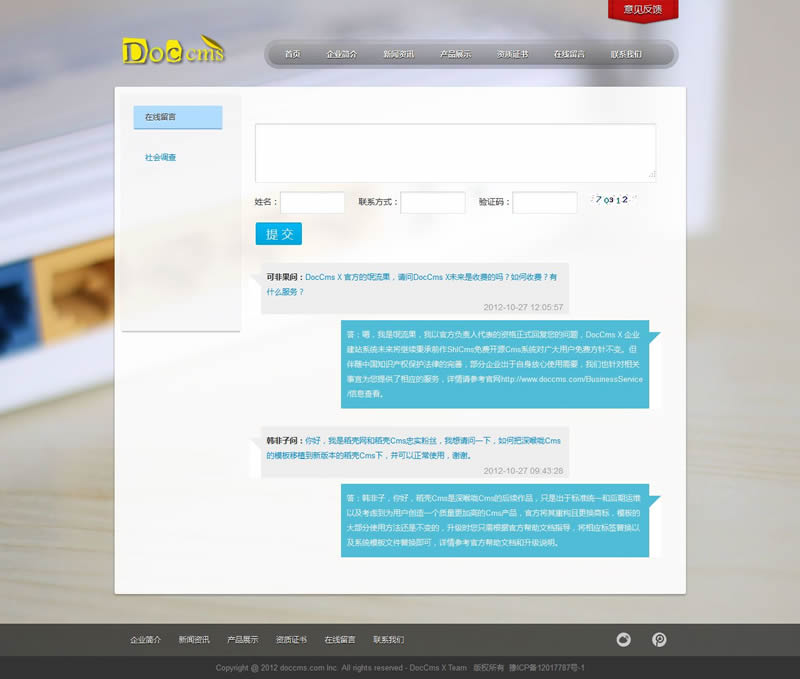 意见反馈
Doccms
首页 企业简介 新闻资讯 产品展示 资质证书 在线留言 联系我们
在线留言
社会调查
姓名： 联系方式： 验证码： 70312
提 交
可非果问：DocCms X 官方的氓流果，请问DocCms X未来是收费的吗？如何收费？有
什么服务？
2012-10-27 12:05:57
答：嗯，我是氓流果，我以官方负责人代表的资格正式回复您的问题，DocCms X 企业
建站系统未来将继续秉承前作ShlCms免费开源Cms系统对广大用户免费方针不变。但
伴随中国知识产权保护法律的完善，部分企业出于自身放心使用需要，我们也针对相关
事宜为您提供了相应的服务，详情请参考官网http://www.doccms.com/BusinessService
/信息查看。
韩非子问：你好，我是稻壳网和稻壳Cms忠实粉丝，我想请问一下，如何把深喉咙Cms
的模板移植到新版本的稻壳Cms下，并可以正常使用，谢谢。
2012-10-27 09:43:28
答：韩非子，你好，稻壳Cms是深喉咙Cms的后续作品，只是出于标准统一和后期运维
以及考虑到为用户创造一个质量更加高的Cms产品，官方将其重构且更换商标，模板的
大部分使用方法还是不变的，升级时您只需根据官方帮助文档指导，将相应标签替换以
及系统模板文件替换即可，详情参考官方帮助文档和升级说明。
企业简介 新闻资讯 产品展示 资质证书 在线留言 联系我们
Copyright @ 2012 doccms.com Inc. All rights reserved - DocCms X Team 版权所有 豫ICP备12017787号-1